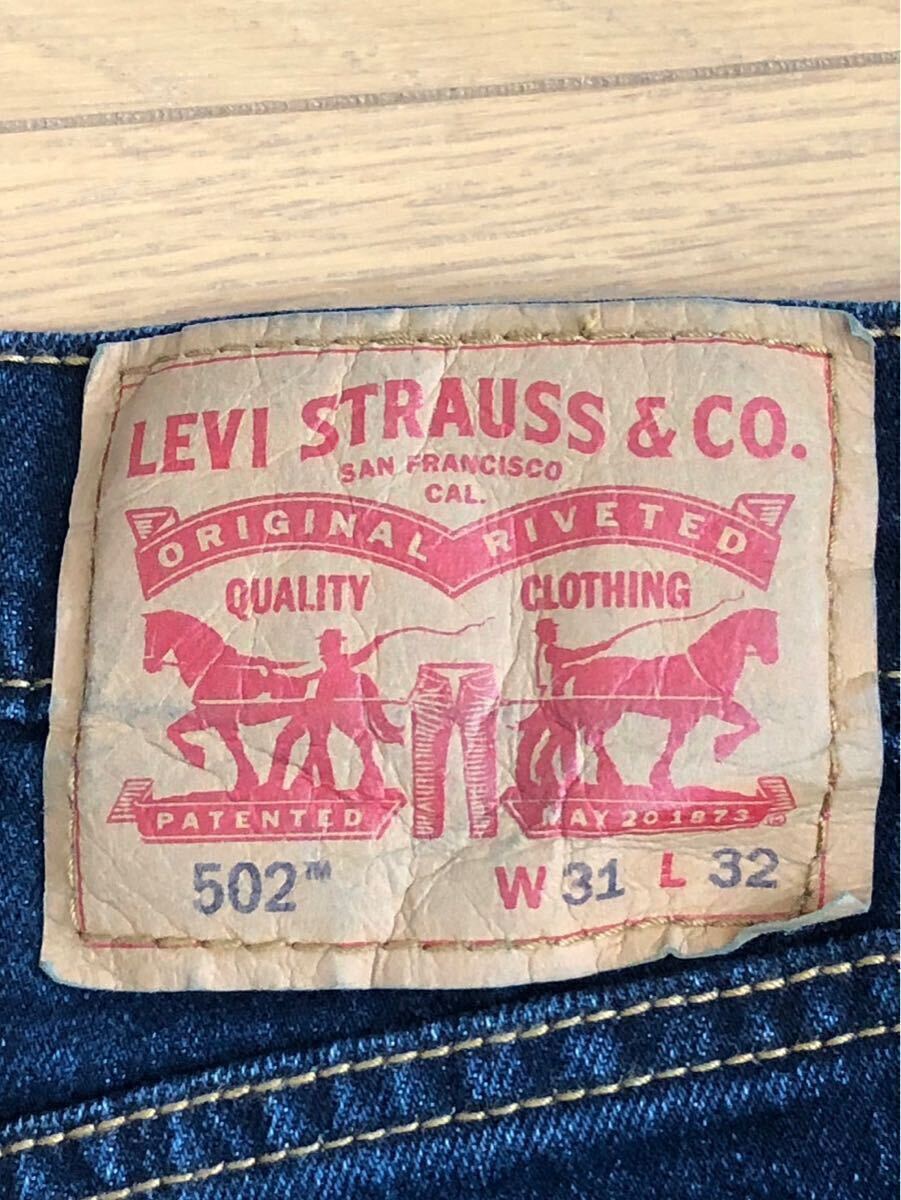 LEVI STRAUSS & CO.
SAN FRANCISCO
CAL.
ORIGINAL RIVETED
QUALITY CLOTHING
PATENTED MAY 20 1873 ®
502™ W 31 L 32